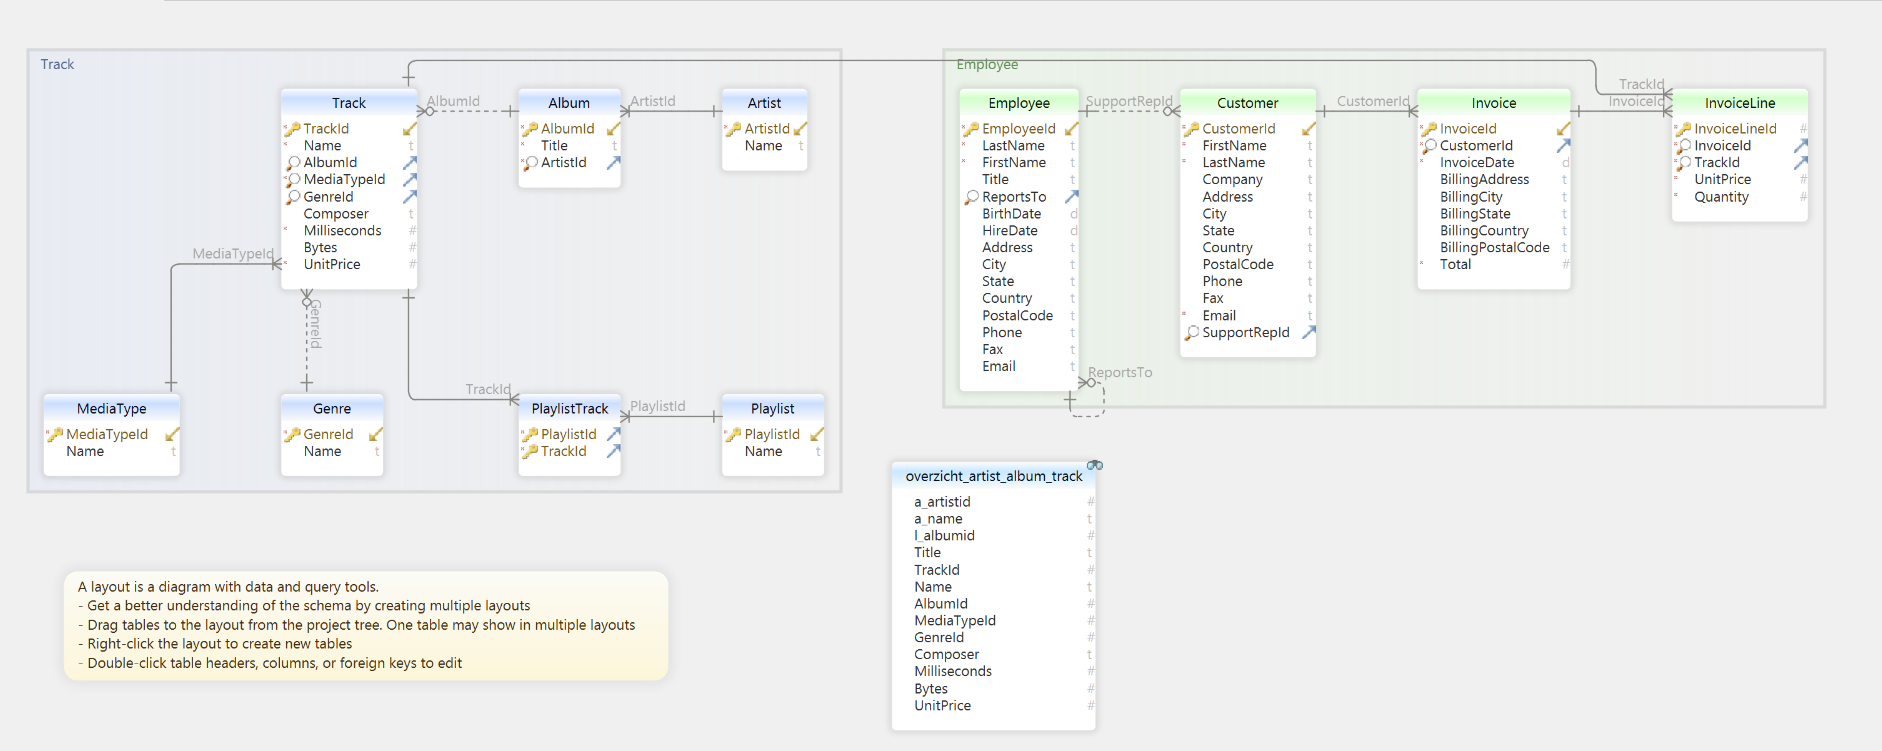 Track
Track
TrackId
Name t
AlbumId
MediaTypeId
GenreId
Composer t
Milliseconds #
Bytes #
UnitPrice #
AlbumId
Album
AlbumId
Title t
ArtistId
ArtistId
Artist
ArtistId
Name t
MediaTypeId
GenreId
TrackId
MediaType
MediaTypeId
Name t
Genre
GenreId
Name t
PlaylistTrack
PlaylistId
TrackId
PlaylistId
Playlist
PlaylistId
Name t
Employee
Employee
EmployeeId
LastName t
FirstName t
Title t
ReportsTo
BirthDate d
HireDate d
Address t
City t
State t
Country t
PostalCode t
Phone t
Fax t
Email t
ReportsTo
SupportRepId
Customer
CustomerId
FirstName t
LastName t
Company t
Address t
City t
State t
Country t
PostalCode t
Phone t
Fax t
Email t
SupportRepId
CustomerId
Invoice
InvoiceId
CustomerId
InvoiceDate d
BillingAddress t
BillingCity t
BillingState t
BillingCountry t
BillingPostalCode t
Total #
TrackId
InvoiceId
InvoiceLine
InvoiceLineId #
InvoiceId
TrackId
UnitPrice #
Quantity #
overzicht_artist_album_track
a_artistid #
a_name t
l_albumid #
Title t
TrackId #
Name t
AlbumId #
MediaTypeId #
GenreId #
Composer t
Milliseconds #
Bytes #
UnitPrice #
A layout is a diagram with data and query tools.
- Get a better understanding of the schema by creating multiple layouts
- Drag tables to the layout from the project tree. One table may show in multiple layouts
- Right-click the layout to create new tables
- Double-click table headers, columns, or foreign keys to edit